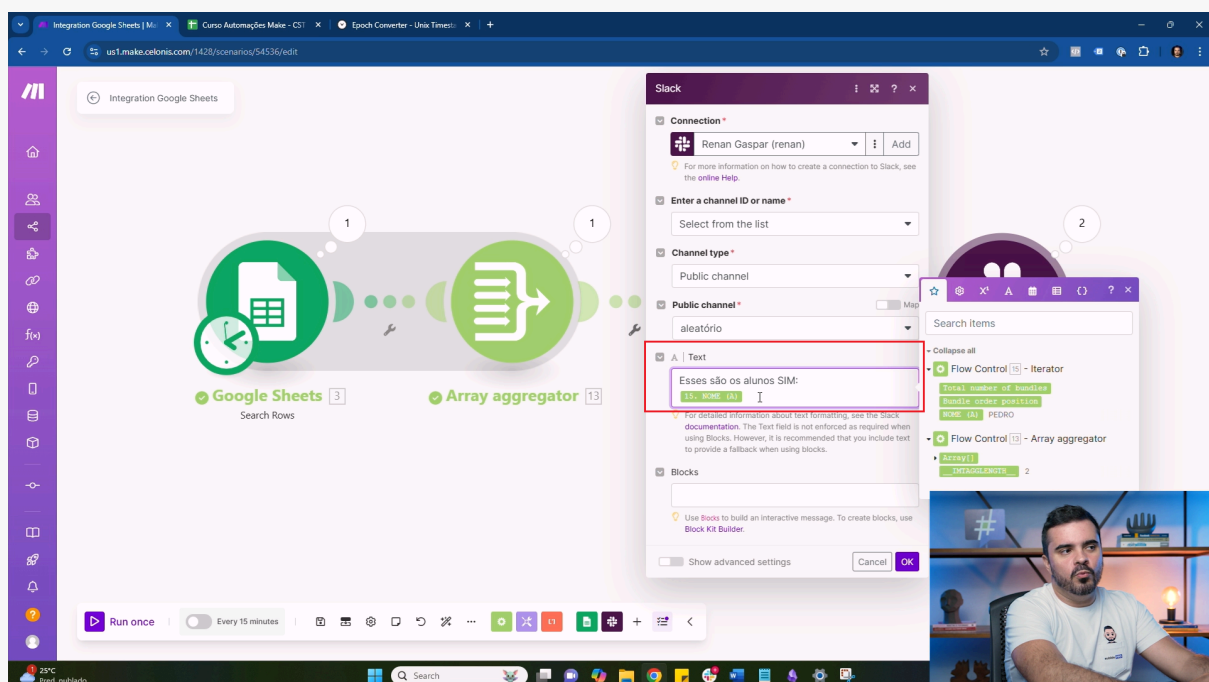 Integration Google Sheets | Ma
Curso Automações Make - CST
Epoch Converter - Unix Timesta
us1.make.celonis.com/1428/scenarios/54536/edit
Integration Google Sheets
1
1
2
Google Sheets 3
Search Rows
Array aggregator 13
Slack
Connection *
Renan Gaspar (renan)
Add
For more information on how to create a connection to Slack, see
the online Help.
Enter a channel ID or name *
Select from the list
Channel type *
Public channel
Public channel *
Map
aleatório
A | Text
Esses são os alunos SIM:
15. NOME (A)
For detailed information about text formatting, see the Slack
documentation. The Text field is not enforced as required when
using Blocks. However, it is recommended that you include text
to provide a fallback when using blocks.
Blocks
Use Blocks to build an interactive message. To create blocks, use
Block Kit Builder.
Show advanced settings
Cancel
OK
Search items
Collapse all
Flow Control 15 - Iterator
Total number of bundles
Bundle order position
NOME (A) PEDRO
Flow Control 13 - Array aggregator
Array[]
__IMTAGGLENGTH__ 2
Run once
Every 15 minutes
25°C
Pred. nublado
Search